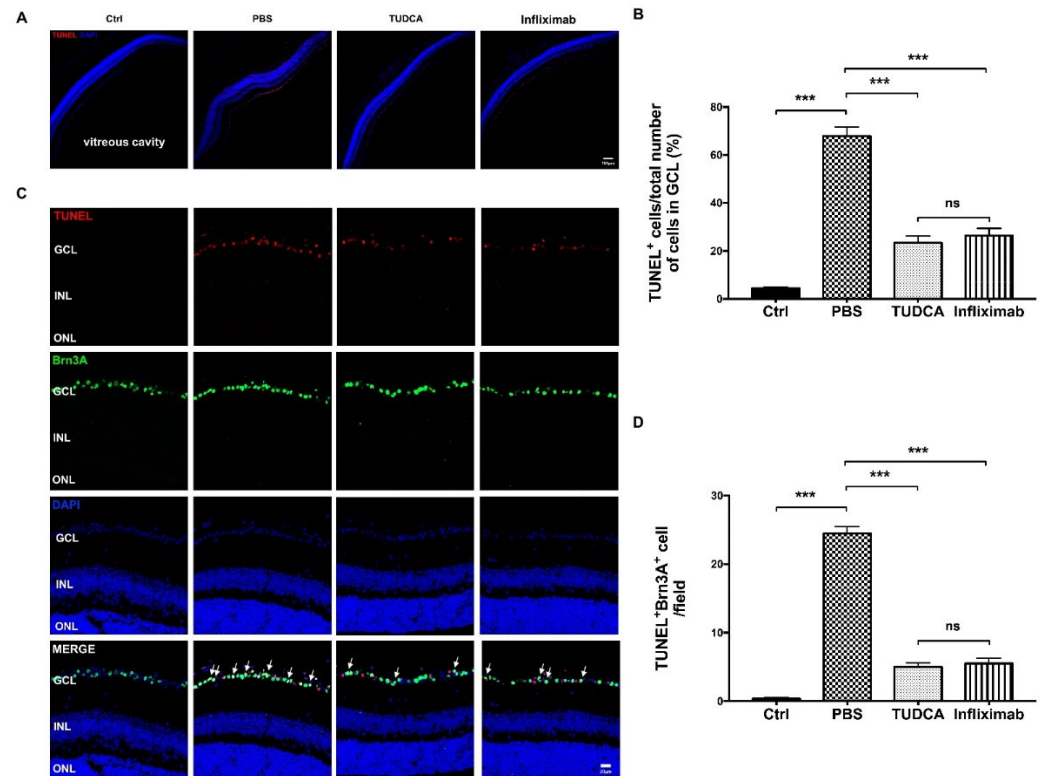 A
Ctrl
PBS
TUDCA
Infliximab
TUNEL DAPI
vitreous cavity
B
***
***
***
ns
80
60
40
20
0
TUNEL+ cells/total number
of cells in GCL (%)
Ctrl
PBS
TUDCA
Infliximab
C
TUNEL
GCL
INL
ONL
Brn3A
GCL
INL
ONL
DAPI
GCL
INL
ONL
MERGE
GCL
INL
ONL
20μm
D
***
***
***
ns
30
20
10
0
TUNEL+Brn3A+ cell
/field
Ctrl
PBS
TUDCA
Infliximab